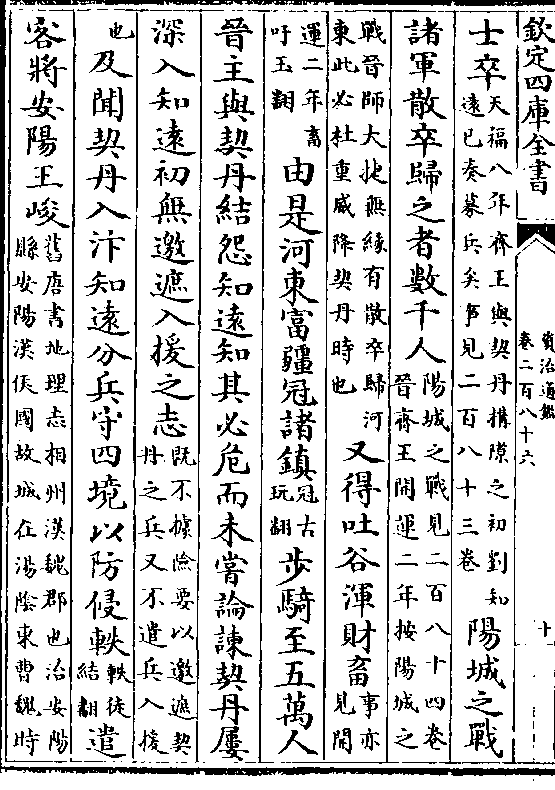 欽定四庫全書
資治通鑑
卷二百八十六
十
士卒天福八年齊王與契丹搆隙之初劉知
遠已奏募兵矣事見二百八十三卷陽城之戰
諸軍散卒歸之者數千人陽城之戰見二百八十四卷
晉齊王開運二年按陽城之
戰晉師大捷無緣有散卒歸河
東此必杜重威降契丹時也又得吐谷渾財畜事亦
見開
運二年畜
吁玉翻由是河東富彊冠諸鎮冠古
玩翻步騎至五萬人
晉主與契丹結怨知遠知其必危而未嘗論諫契丹屢
深入知遠初無邀遮入援之志既不據險要以邀遮契
丹之兵又不遣兵入援
也及聞契丹入汴知遠分兵守四境以防侵軼軼徒
結翻遣
客將安陽王峻舊唐書地理志相州漢魏郡也治安陽
縣安陽漢侯國故城在湯陰東曹魏時